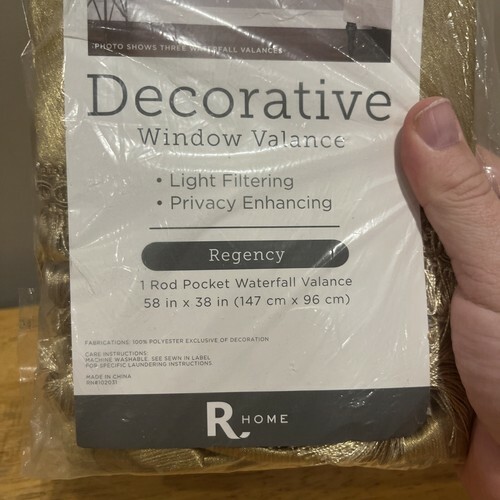 PHOTO SHOWS THREE WATERFALL VALANCES
Decorative
Window Valance
• Light Filtering
• Privacy Enhancing
Regency
1 Rod Pocket Waterfall Valance
58 in x 38 in (147 cm x 96 cm)
FABRICATIONS: 100% POLYESTER EXCLUSIVE OF DECORATION
CARE INSTRUCTIONS:
MACHINE WASHABLE. SEE SEWN IN LABEL
FOR SPECIFIC LAUNDERING INSTRUCTIONS
MADE IN CHINA
RN#102031
R. HOME